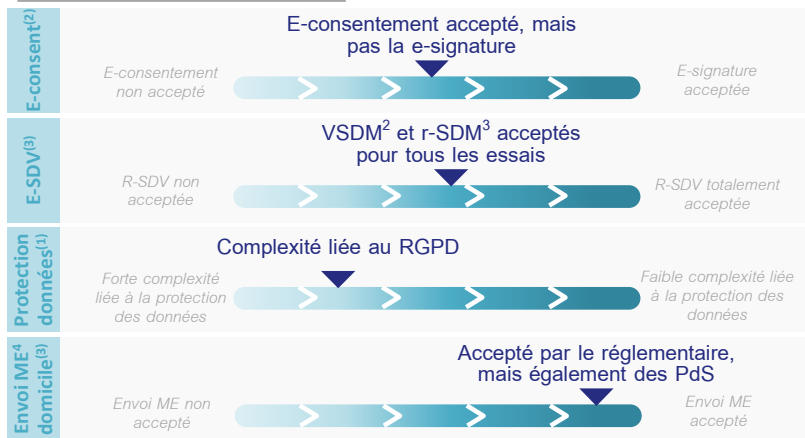 E-consent(2)
E-consentement accepté, mais
pas la e-signature
E-consentement
non accepté
E-signature
acceptée
E-SDV(3)
VSDM2 et r-SDM3 acceptés
pour tous les essais
R-SDV non
acceptée
R-SDV totalement
acceptée
Protection
données(1)
Complexité liée au RGPD
Forte complexité
liée à la protection
des données
Faible complexité liée
à la protection des
données
Envoi ME4
domicile(3)
Accepté par le réglementaire,
mais également des PdS
Envoi ME non
accepté
Envoi ME
accepté